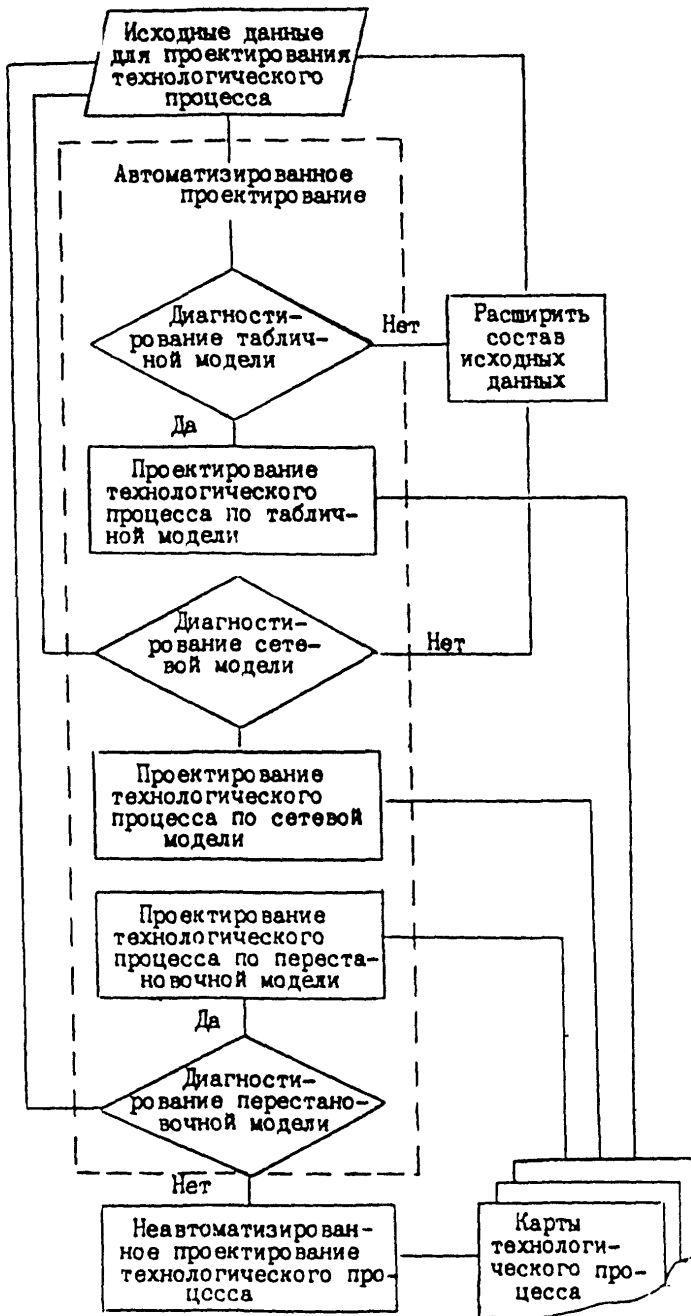 Исходные данные
для проектирования
технологического
процесса
Автоматизированное
проектирование
Диагности-
рование таблич-
ной модели
Нет
Расширить
состав
исходных
данных
Да
Проектирование
технологического
процесса по таблич-
ной модели
Диагности-
рование сете-
вой модели
Нет
Проектирование
технологического
процесса по сетевой
модели
Проектирование
технологического
процесса по переста-
новочной модели
Да
Диагности-
рование перестано-
вочной модели
Нет
Неавтоматизирован-
ное проектирование
технологического про-
цесса
Карты
технологи-
ческого про-
цесса